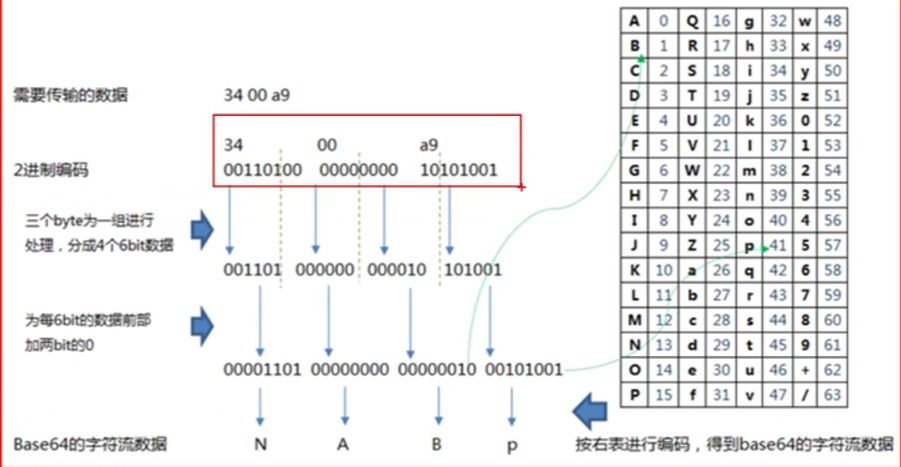 需要传输的数据 34 00 a9
34 00 a9
2进制编码 00110100 00000000 10101001
三个byte为一组进行
处理，分成4个6bit数据
001101 000000 000010 101001
为每6bit的数据前部
加两bit的0
00001101 00000000 00000010 00101001
Base64的字符流数据 N A B p
按右表进行编码，得到base64的字符流数据
A 0 Q 16 g 32 w 48
B 1 R 17 h 33 x 49
C 2 S 18 i 34 y 50
D 3 T 19 j 35 z 51
E 4 U 20 k 36 0 52
F 5 V 21 l 37 1 53
G 6 W 22 m 38 2 54
H 7 X 23 n 39 3 55
I 8 Y 24 o 40 4 56
J 9 Z 25 p 41 5 57
K 10 a 26 q 42 6 58
L 11 b 27 r 43 7 59
M 12 c 28 s 44 8 60
N 13 d 29 t 45 9 61
O 14 e 30 u 46 + 62
P 15 f 31 v 47 / 63